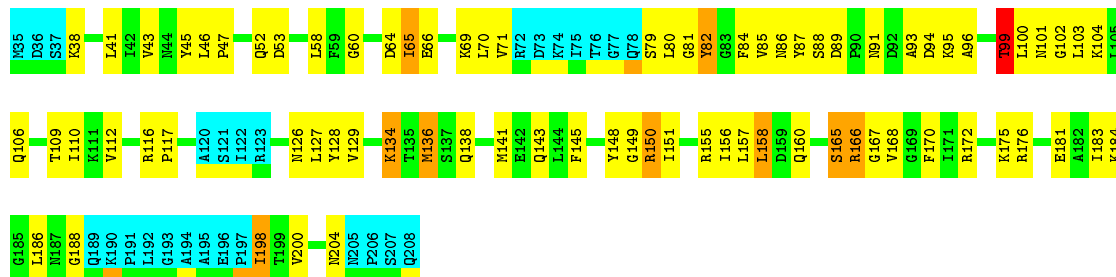 M35 D36 S37 K38 L41 I42 V43 N44 Y45 L46 P47 Q52 D53 L58 F59 G60 D64 I65 E66 K69 L70 V71 R72 D73 K74 I75 T76 G77 Q78 S79 L80 G81 Y82 G83 F84 V85 N86 Y87 S88 D89 P90 N91 D92 A93 D94 K95 A96 T99 L100 N101 G102 L103 K104 L105
Q106 T109 I110 K111 V112 R116 P117 A120 S121 I122 R123 N126 L127 Y128 V129 K134 T135 M136 S137 Q138 M141 E142 Q143 L144 F145 Y148 G149 R150 I151 R155 I156 L157 L158 D159 Q160 S165 R166 G167 V168 G169 F170 I171 R172 K175 R176 E181 A182 I183 K184
G185 L186 N187 G188 Q189 K190 P191 L192 G193 A194 A195 E196 P197 I198 T199 V200 N204 N205 P206 S207 Q208